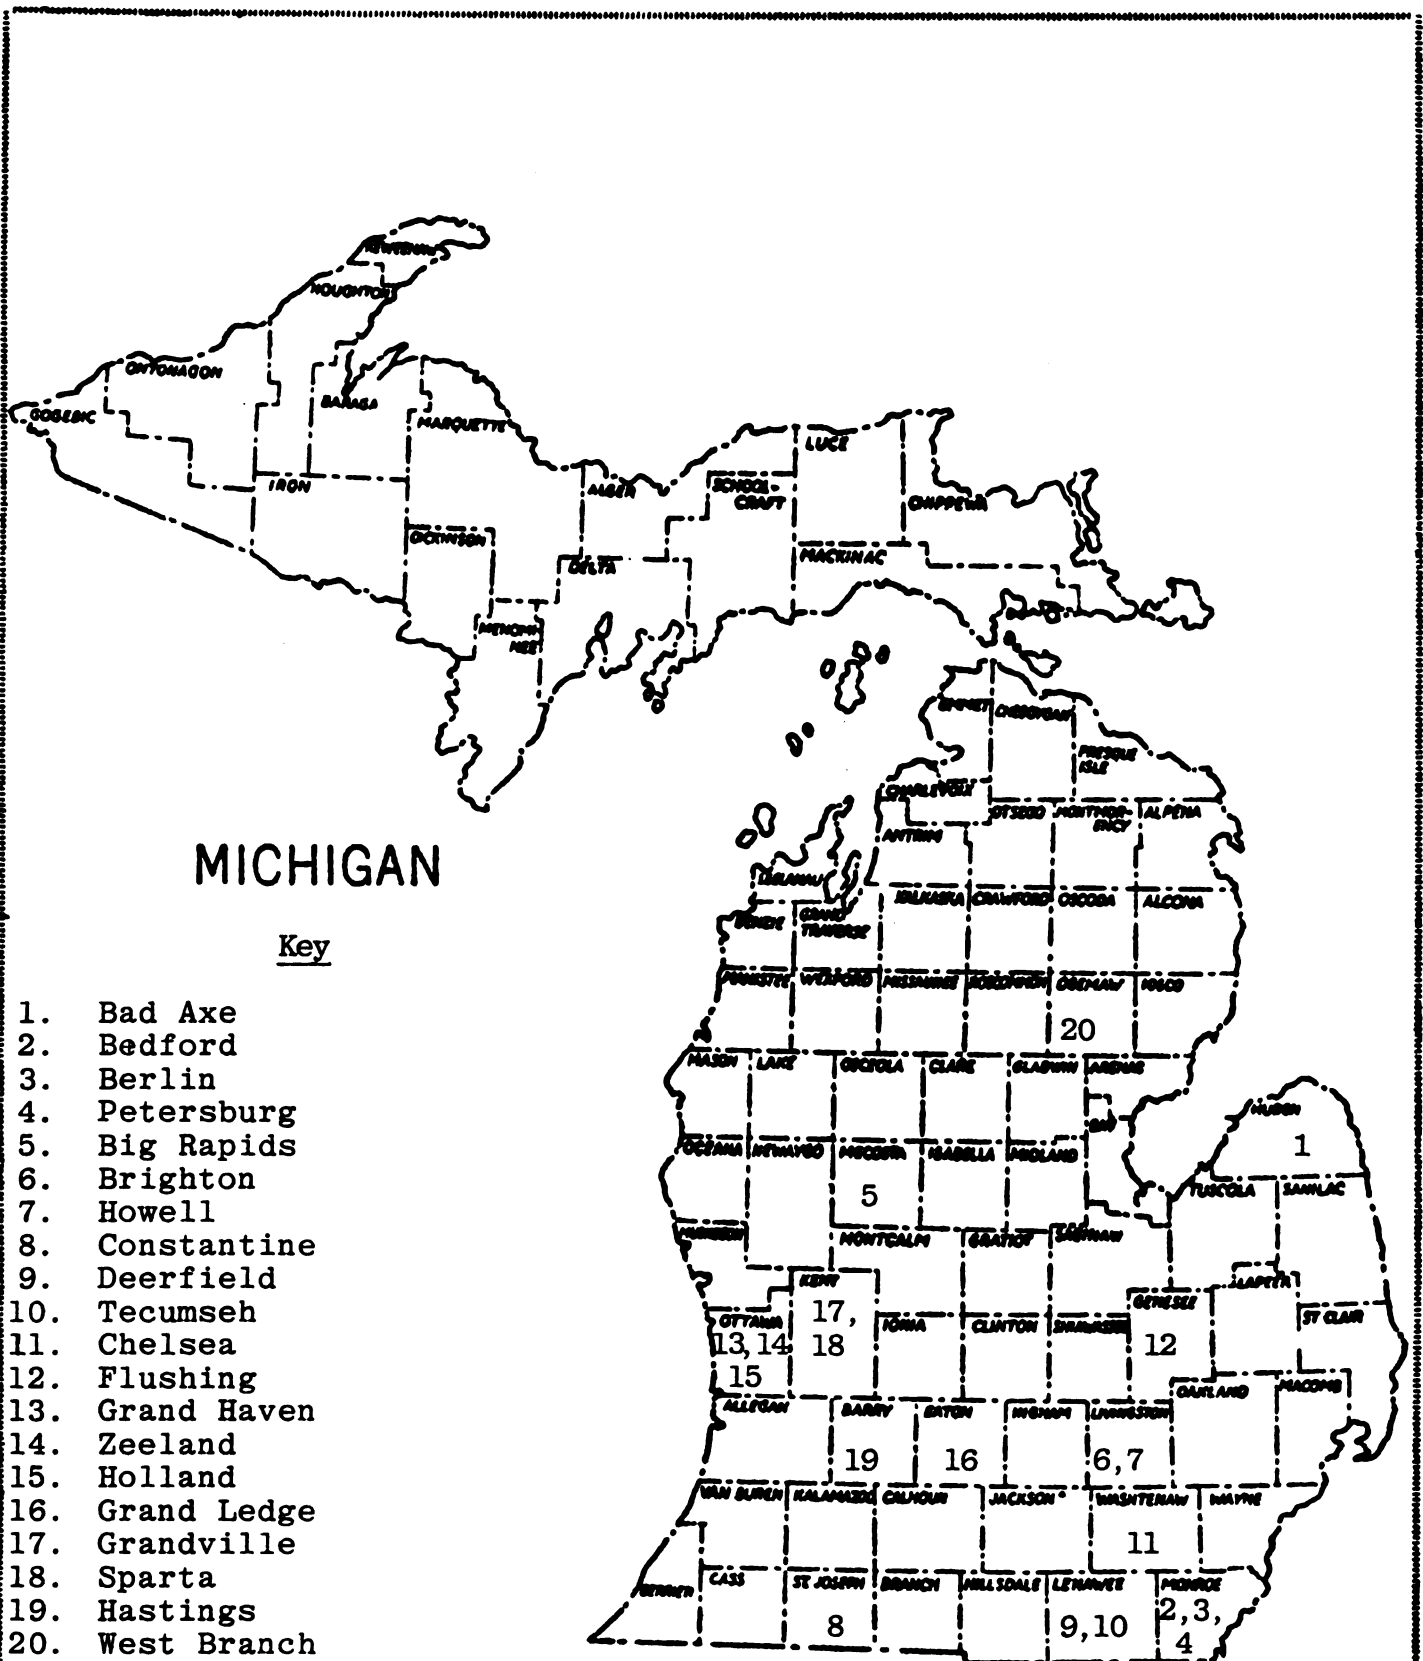 KEWEENAW
HOUGHTON
ONTONAGON
GOGEBIC
BARAGA
MARQUETTE
LUCE
IRON
ALGER
SCHOOL-
CRAFT
CHIPPEWA
DICKINSON
DELTA
MACKINAC
MENOMI-
NEE
EMMET
CHEBOYGAN
PRESQUE
ISLE
CHARLEVOIX
OTSEGO
MONTMOR-
ENCY
ALPENA
ANTRIM
LEELANAU
KALKASKA
CRAWFORD
OSCODA
ALCONA
BENZIE
GRAND
TRAVERSE
MANISTEE
WEXFORD
MISSAUKEE
ROSCOMMON
OGEMAW
IOSCO
20
MASON
LAKE
OSCEOLA
CLARE
GLADWIN
ARENAC
BAY
HURON
1
OCEANA
NEWAYGO
MECOSTA
ISABELLA
MIDLAND
5
TUSCOLA
SANILAC
MUSKEGON
MONTCALM
GRATIOT
SAGINAW
KENT
17,
18
LAPEER
GENESEE
12
ST CLAIR
OTTAWA
13,14
15
IONIA
CLINTON
SHIAWASSEE
OAKLAND
MACOMB
ALLEGAN
BARRY
19
EATON
16
INGHAM
LIVINGSTON
6,7
VAN BUREN
KALAMAZOO
CALHOUN
JACKSON
WASHTENAW
11
WAYNE
BERRIEN
CASS
ST. JOSEPH
8
BRANCH
HILLSDALE
LENAWEE
9,10
MONROE
2,3,
4
MICHIGAN
Key
1. Bad Axe
2. Bedford
3. Berlin
4. Petersburg
5. Big Rapids
6. Brighton
7. Howell
8. Constantine
9. Deerfield
10. Tecumseh
11. Chelsea
12. Flushing
13. Grand Haven
14. Zeeland
15. Holland
16. Grand Ledge
17. Grandville
18. Sparta
19. Hastings
20. West Branch